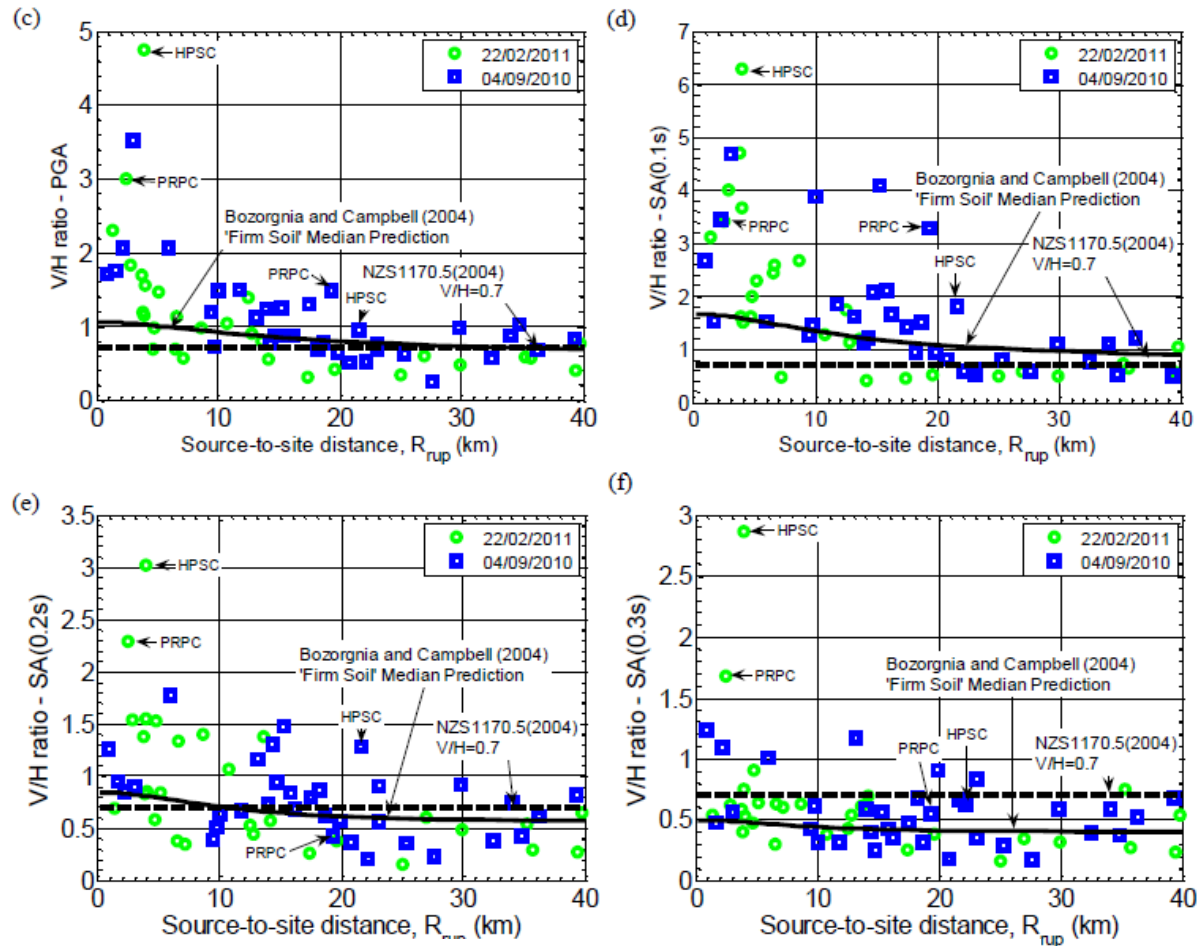 (c)
5
4
3
2
1
0
V/H ratio - PGA
22/02/2011
04/09/2010
HPSC
PRPC
Bozorgnia and Campbell (2004)
'Firm Soil' Median Prediction
PRPC
HPSC
NZS1170.5(2004)
V/H=0.7
0 10 20 30 40
Source-to-site distance, Rrup (km)
(d)
7
6
5
4
3
2
1
0
V/H ratio - SA(0.1s)
22/02/2011
04/09/2010
HPSC
Bozorgnia and Campbell (2004)
'Firm Soil' Median Prediction
PRPC
PRPC
HPSC
NZS1170.5(2004)
V/H=0.7
0 10 20 30 40
Source-to-site distance, Rrup (km)
(e)
3.5
3
2.5
2
1.5
1
0.5
0
V/H ratio - SA(0.2s)
22/02/2011
04/09/2010
HPSC
PRPC
Bozorgnia and Campbell (2004)
'Firm Soil' Median Prediction
HPSC
NZS1170.5(2004)
V/H=0.7
PRPC
0 10 20 30 40
Source-to-site distance, Rrup (km)
(f)
3
2.5
2
1.5
1
0.5
0
V/H ratio - SA(0.3s)
22/02/2011
04/09/2010
HPSC
PRPC
Bozorgnia and Campbell (2004)
'Firm Soil' Median Prediction
HPSC
PRPC
NZS1170.5(2004)
V/H=0.7
0 10 20 30 40
Source-to-site distance, Rrup (km)